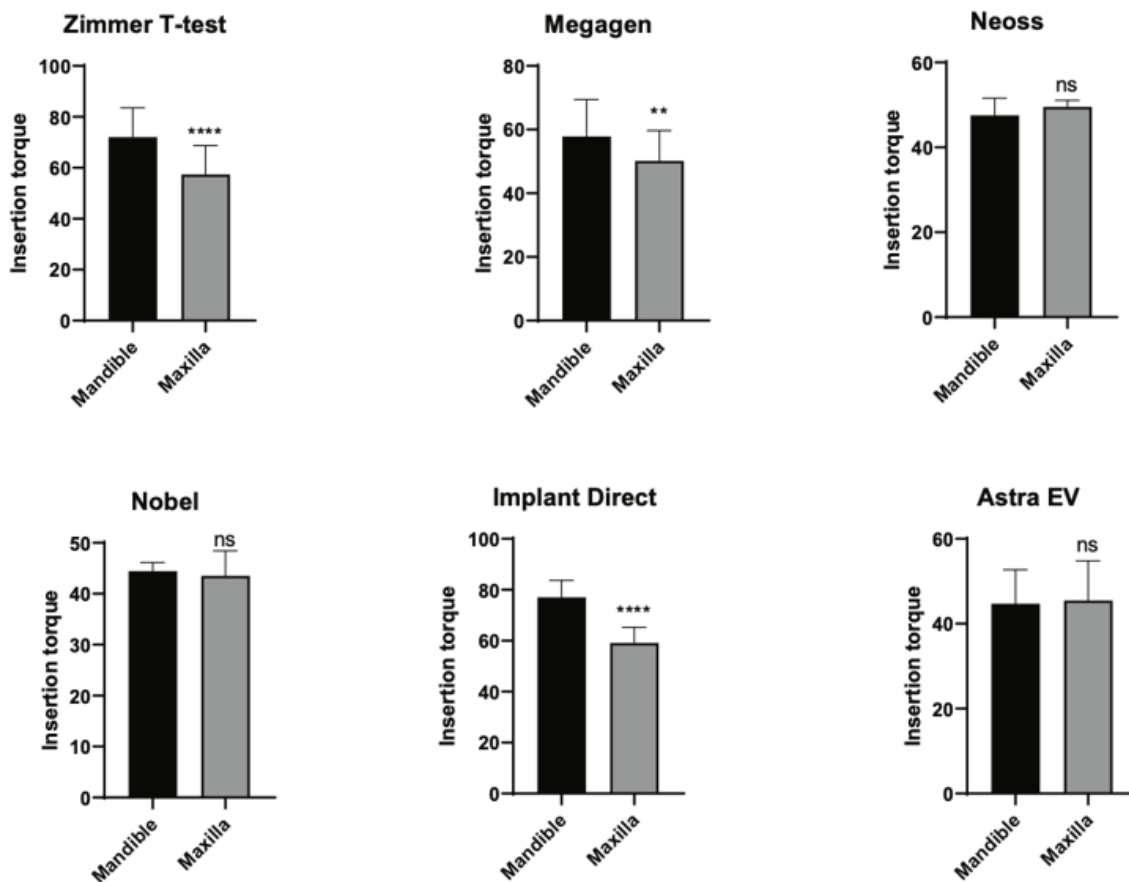 Zimmer T-test
Insertion torque
100
80
60
40
20
0
****
Mandible
Maxilla
Megagen
Insertion torque
80
60
40
20
0
**
Mandible
Maxilla
Neoss
Insertion torque
60
40
20
0
ns
Mandible
Maxilla
Nobel
Insertion torque
50
40
30
20
10
0
ns
Mandible
Maxilla
Implant Direct
Insertion torque
100
80
60
40
20
0
****
Mandible
Maxilla
Astra EV
Insertion torque
60
40
20
0
ns
Mandible
Maxilla